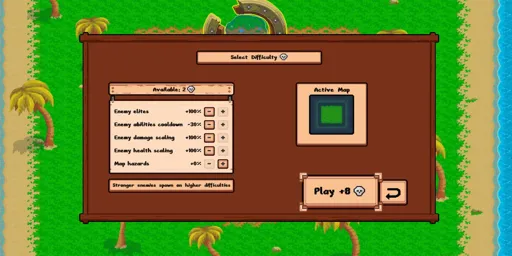 Select Difficulty
Available: 2
Active Map
Enemy elites +100% - +
Enemy abilities cooldown -20% - +
Enemy damage scaling +100% - +
Enemy health scaling +100% - +
Map hazards +0% - +
Stronger enemies spawn on higher difficulties
Play +8